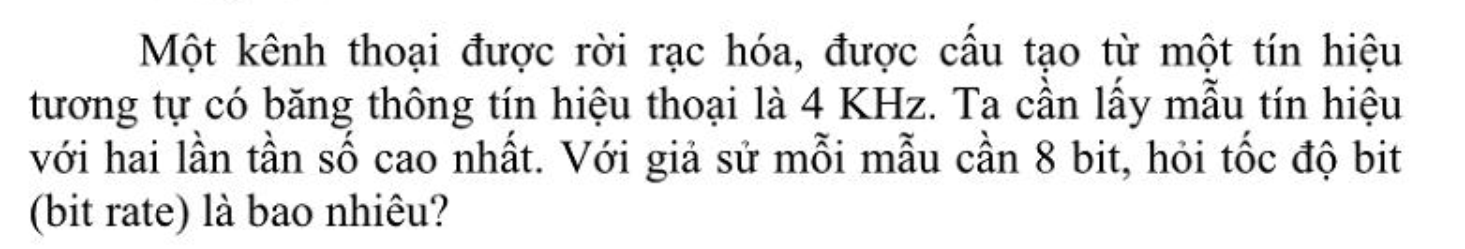 Một kênh thoại được rời rạc hóa, được cấu tạo từ một tín hiệu
tương tự có băng thông tín hiệu thoại là 4 KHz. Ta cần lấy mẫu tín hiệu
với hai lần tần số cao nhất. Với giả sử mỗi mẫu cần 8 bit, hỏi tốc độ bit
(bit rate) là bao nhiêu?